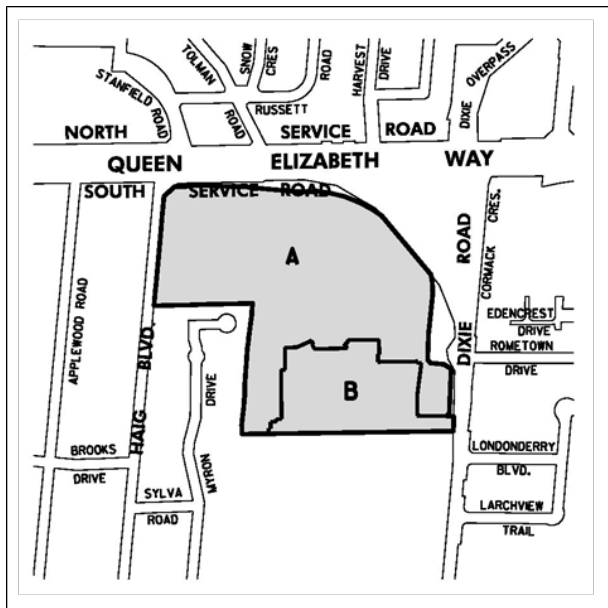 TOLMAN
ROAD
SNOW
CRES
ROAD
HARVEST
DRIVE
DIXIE
OVERPASS
STANFIELD ROAD
RUSSETT
NORTH SERVICE ROAD
QUEEN ELIZABETH WAY
SOUTH SERVICE ROAD
APPLEWOOD ROAD
HAIG BLVD.
A
DIXIE ROAD
CORMACK CRES.
EDENCREST
DRIVE
ROMETOWN
DRIVE
B
MYRON DRIVE
BROOKS
DRIVE
SYLVA
ROAD
LONDONDERRY
BLVD.
LARCHVIEW
TRAIL